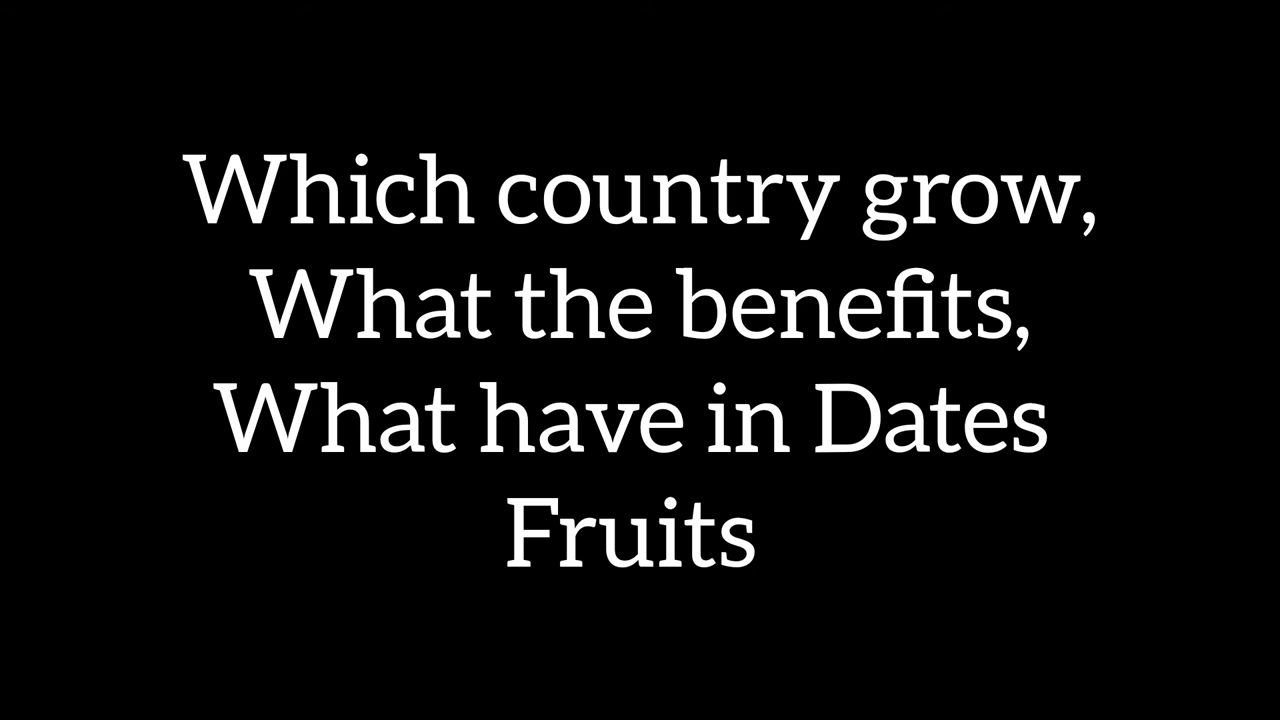 Which country grow,
What the benefits,
What have in Dates
Fruits